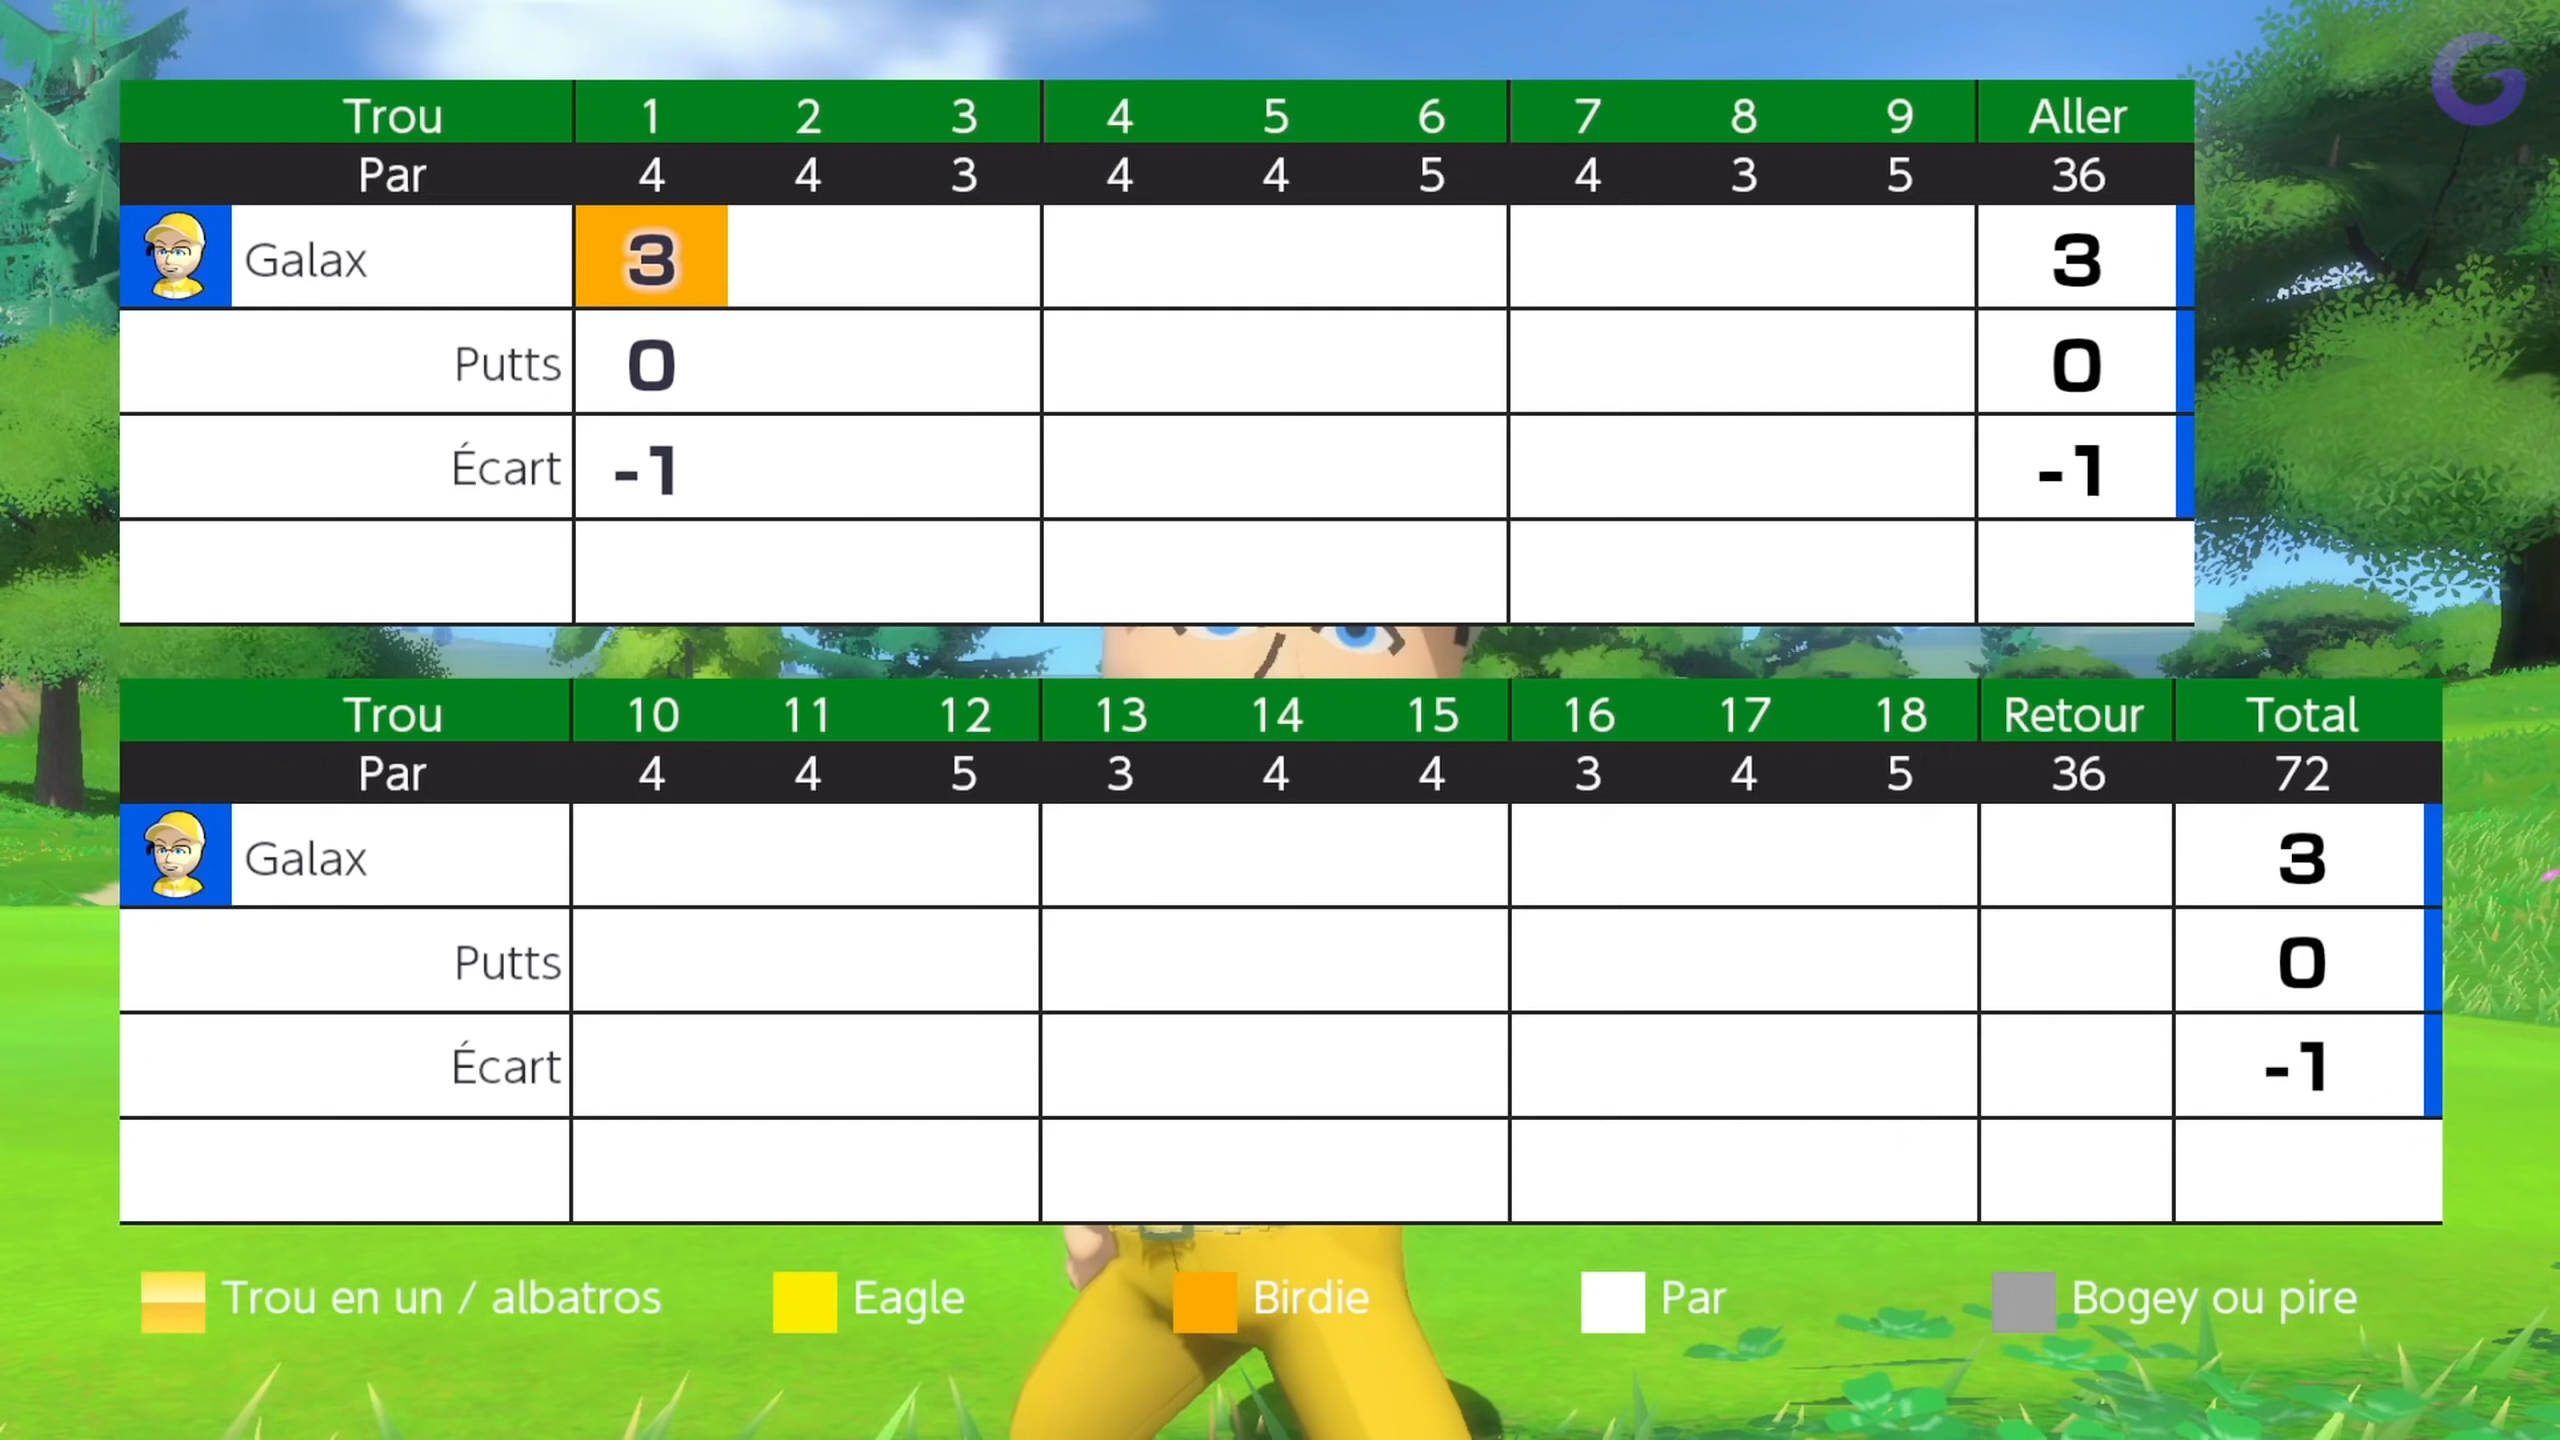 Trou 1 2 3 4 5 6 7 8 9 Aller
Par 4 4 3 4 4 5 4 3 5 36
Galax 3 3
Putts 0 0
Écart -1 -1
Trou 10 11 12 13 14 15 16 17 18 Retour Total
Par 4 4 5 3 4 4 3 4 5 36 72
Galax 3
Putts 0
Écart -1
Trou en un / albatros Eagle Birdie Par Bogey ou pire